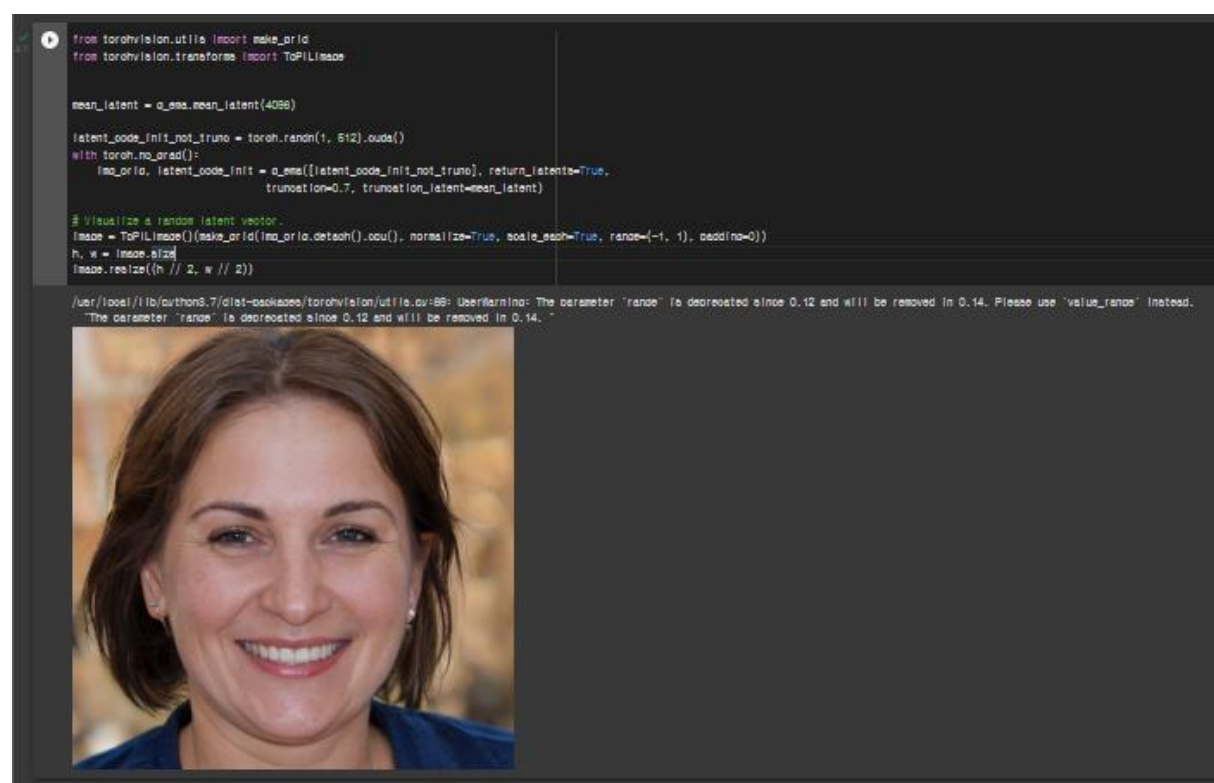 from torchvision.utils import make_grid
from torchvision.transforms import ToPILImage
mean_latent = g_ema.mean_latent(4096)
latent_code_init_not_trunc = torch.randn(1, 512).cuda()
with torch.no_grad():
img_orig, latent_code_init = g_ema([latent_code_init_not_trunc], return_latents=True,
truncation=0.7, truncation_latent=mean_latent)
# Visualize a random latent vector.
image = ToPILImage()(make_grid(img_orig.detach().cpu(), normalize=True, scale_each=True, range=(-1, 1), padding=0))
h, w = image.size
image.resize((h // 2, w // 2))
/usr/local/lib/python3.7/dist-packages/torchvision/utils.py:89: UserWarning: The parameter `range` is deprecated since 0.12 and will be removed in 0.14. Please use `value_range` instead.
"The parameter `range` is deprecated since 0.12 and will be removed in 0.14. "